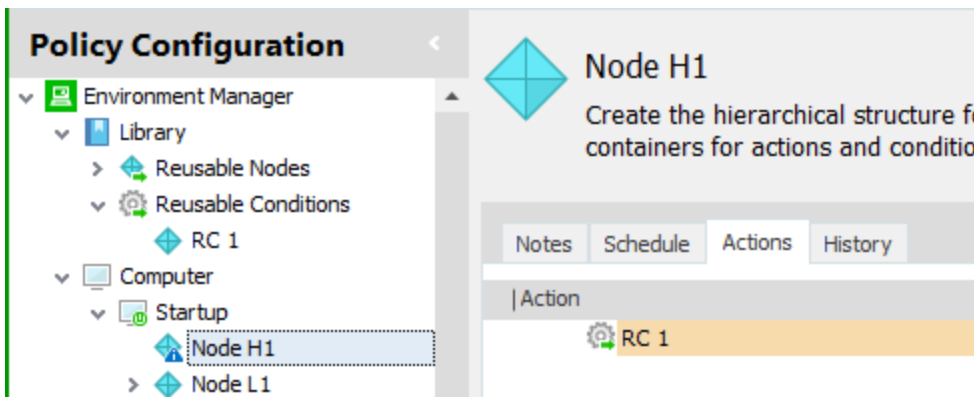 Policy Configuration
Environment Manager
Library
Reusable Nodes
Reusable Conditions
RC 1
Computer
Startup
Node H1
Node L1
Node H1
Create the hierarchical structure
containers for actions and
Notes Schedule Actions History
Action
RC 1